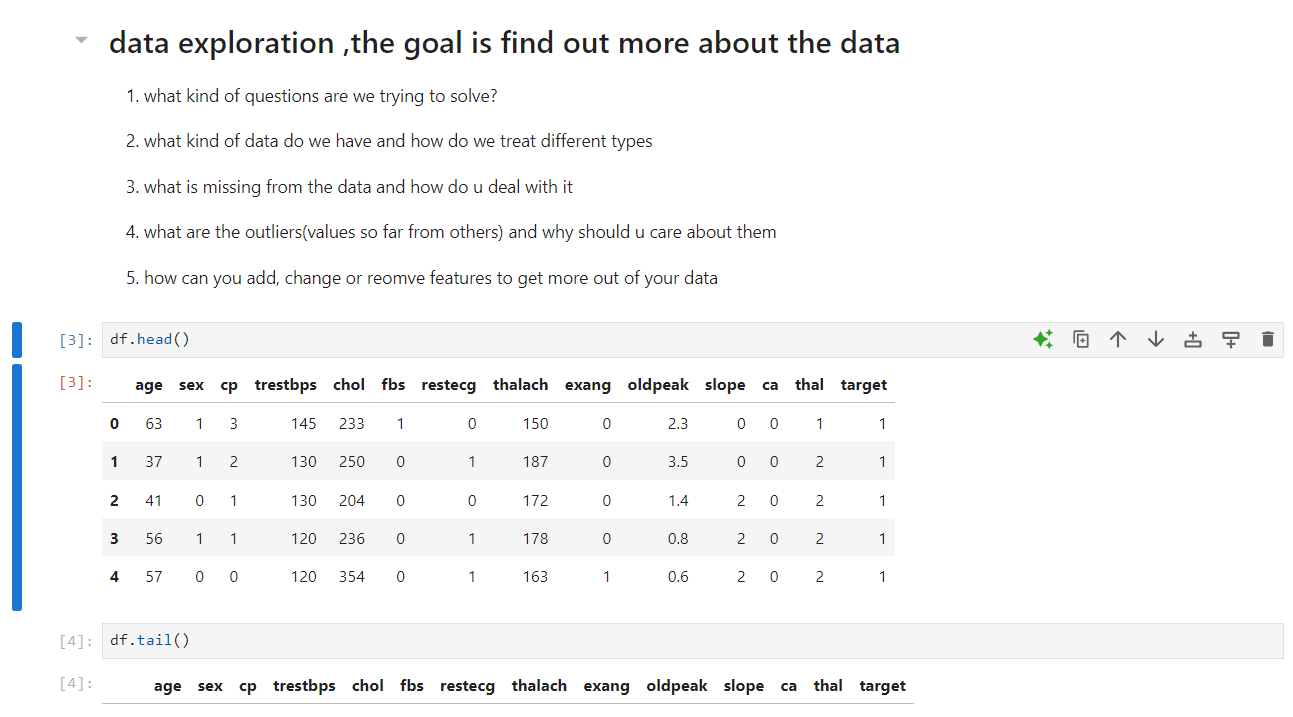 data exploration ,the goal is find out more about the data
1. what kind of questions are we trying to solve?
2. what kind of data do we have and how do we treat different types
3. what is missing from the data and how do u deal with it
4. what are the outliers(values so far from others) and why should u care about them
5. how can you add, change or reomve features to get more out of your data
[3]: df.head()
[3]: age sex cp trestbps chol fbs restecg thalach exang oldpeak slope ca thal target
0 63 1 3 145 233 1 0 150 0 2.3 0 0 1 1
1 37 1 2 130 250 0 1 187 0 3.5 0 0 2 1
2 41 0 1 130 204 0 0 172 0 1.4 2 0 2 1
3 56 1 1 120 236 0 1 178 0 0.8 2 0 2 1
4 57 0 0 120 354 0 1 163 1 0.6 2 0 2 1
[4]: df.tail()
[4]: age sex cp trestbps chol fbs restecg thalach exang oldpeak slope ca thal target